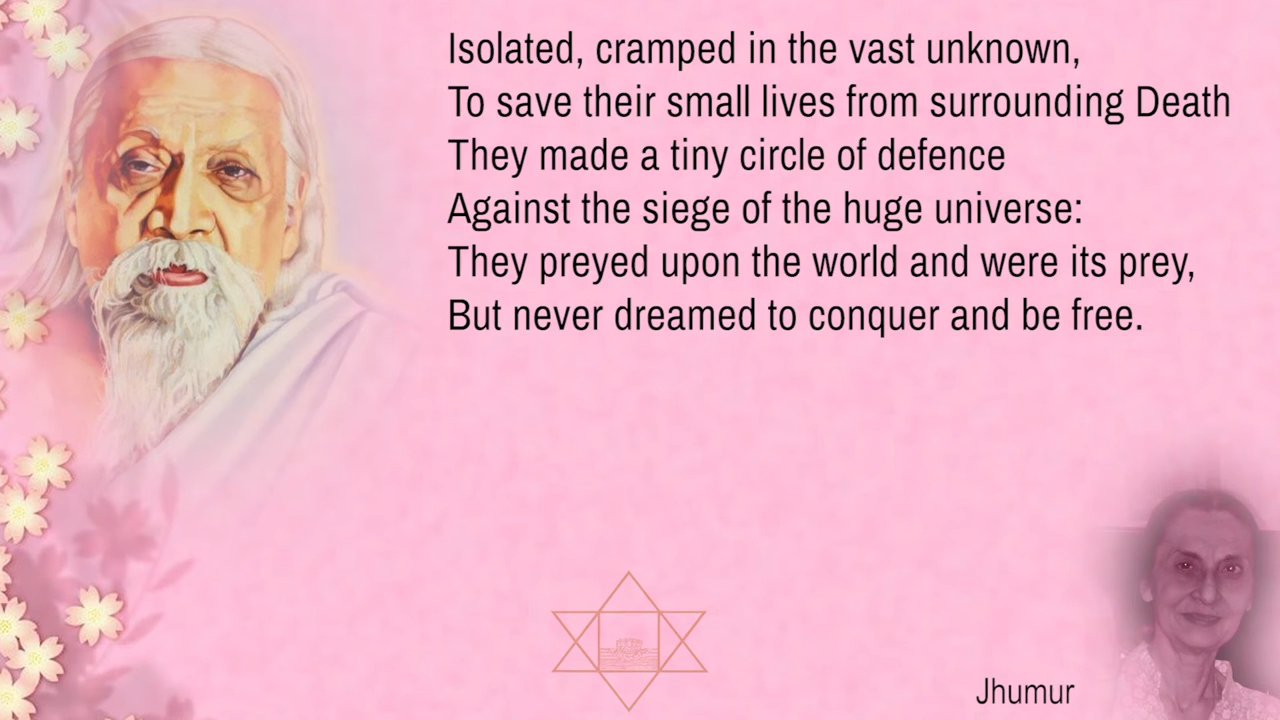 Isolated, cramped in the vast unknown,
To save their small lives from surrounding Death
They made a tiny circle of defence
Against the siege of the huge universe:
They preyed upon the world and were its prey,
But never dreamed to conquer and be free.
Jhumur